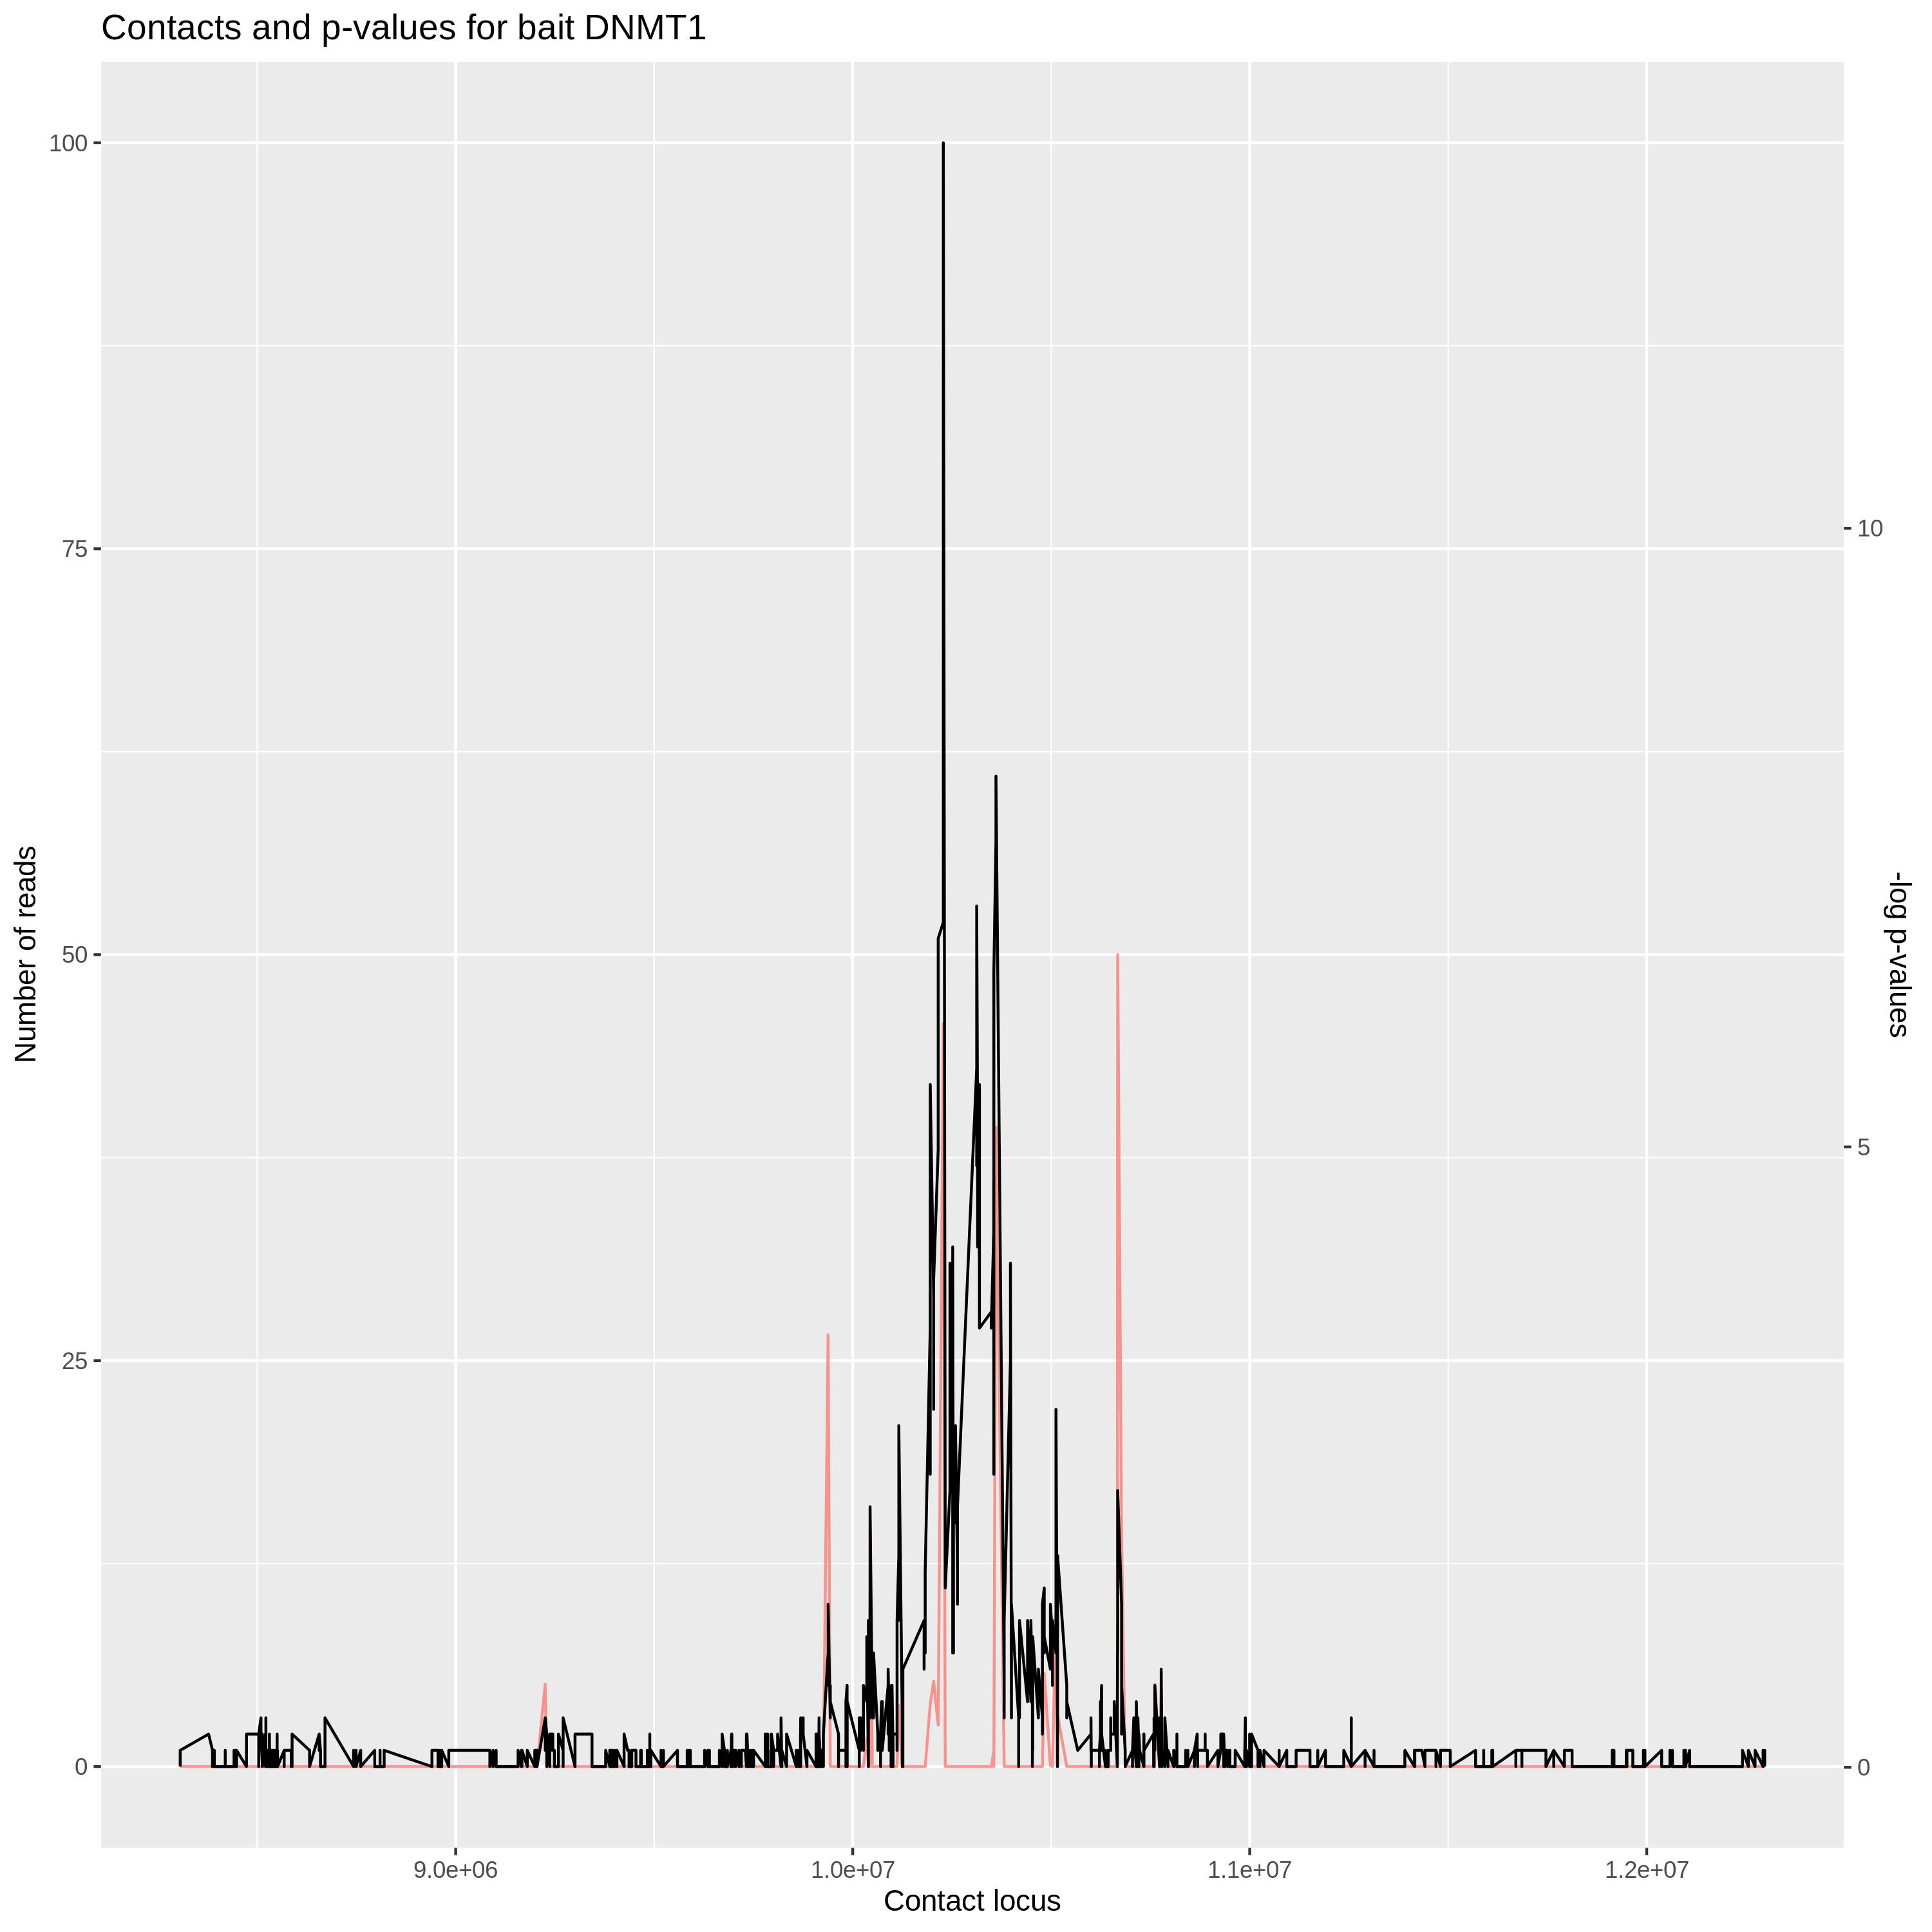 Contacts and p-values for bait DNMT1
100
75
50
25
0
Number of reads
10
5
0
-log p-values
9.0e+06
1.0e+07
1.1e+07
1.2e+07
Contact locus